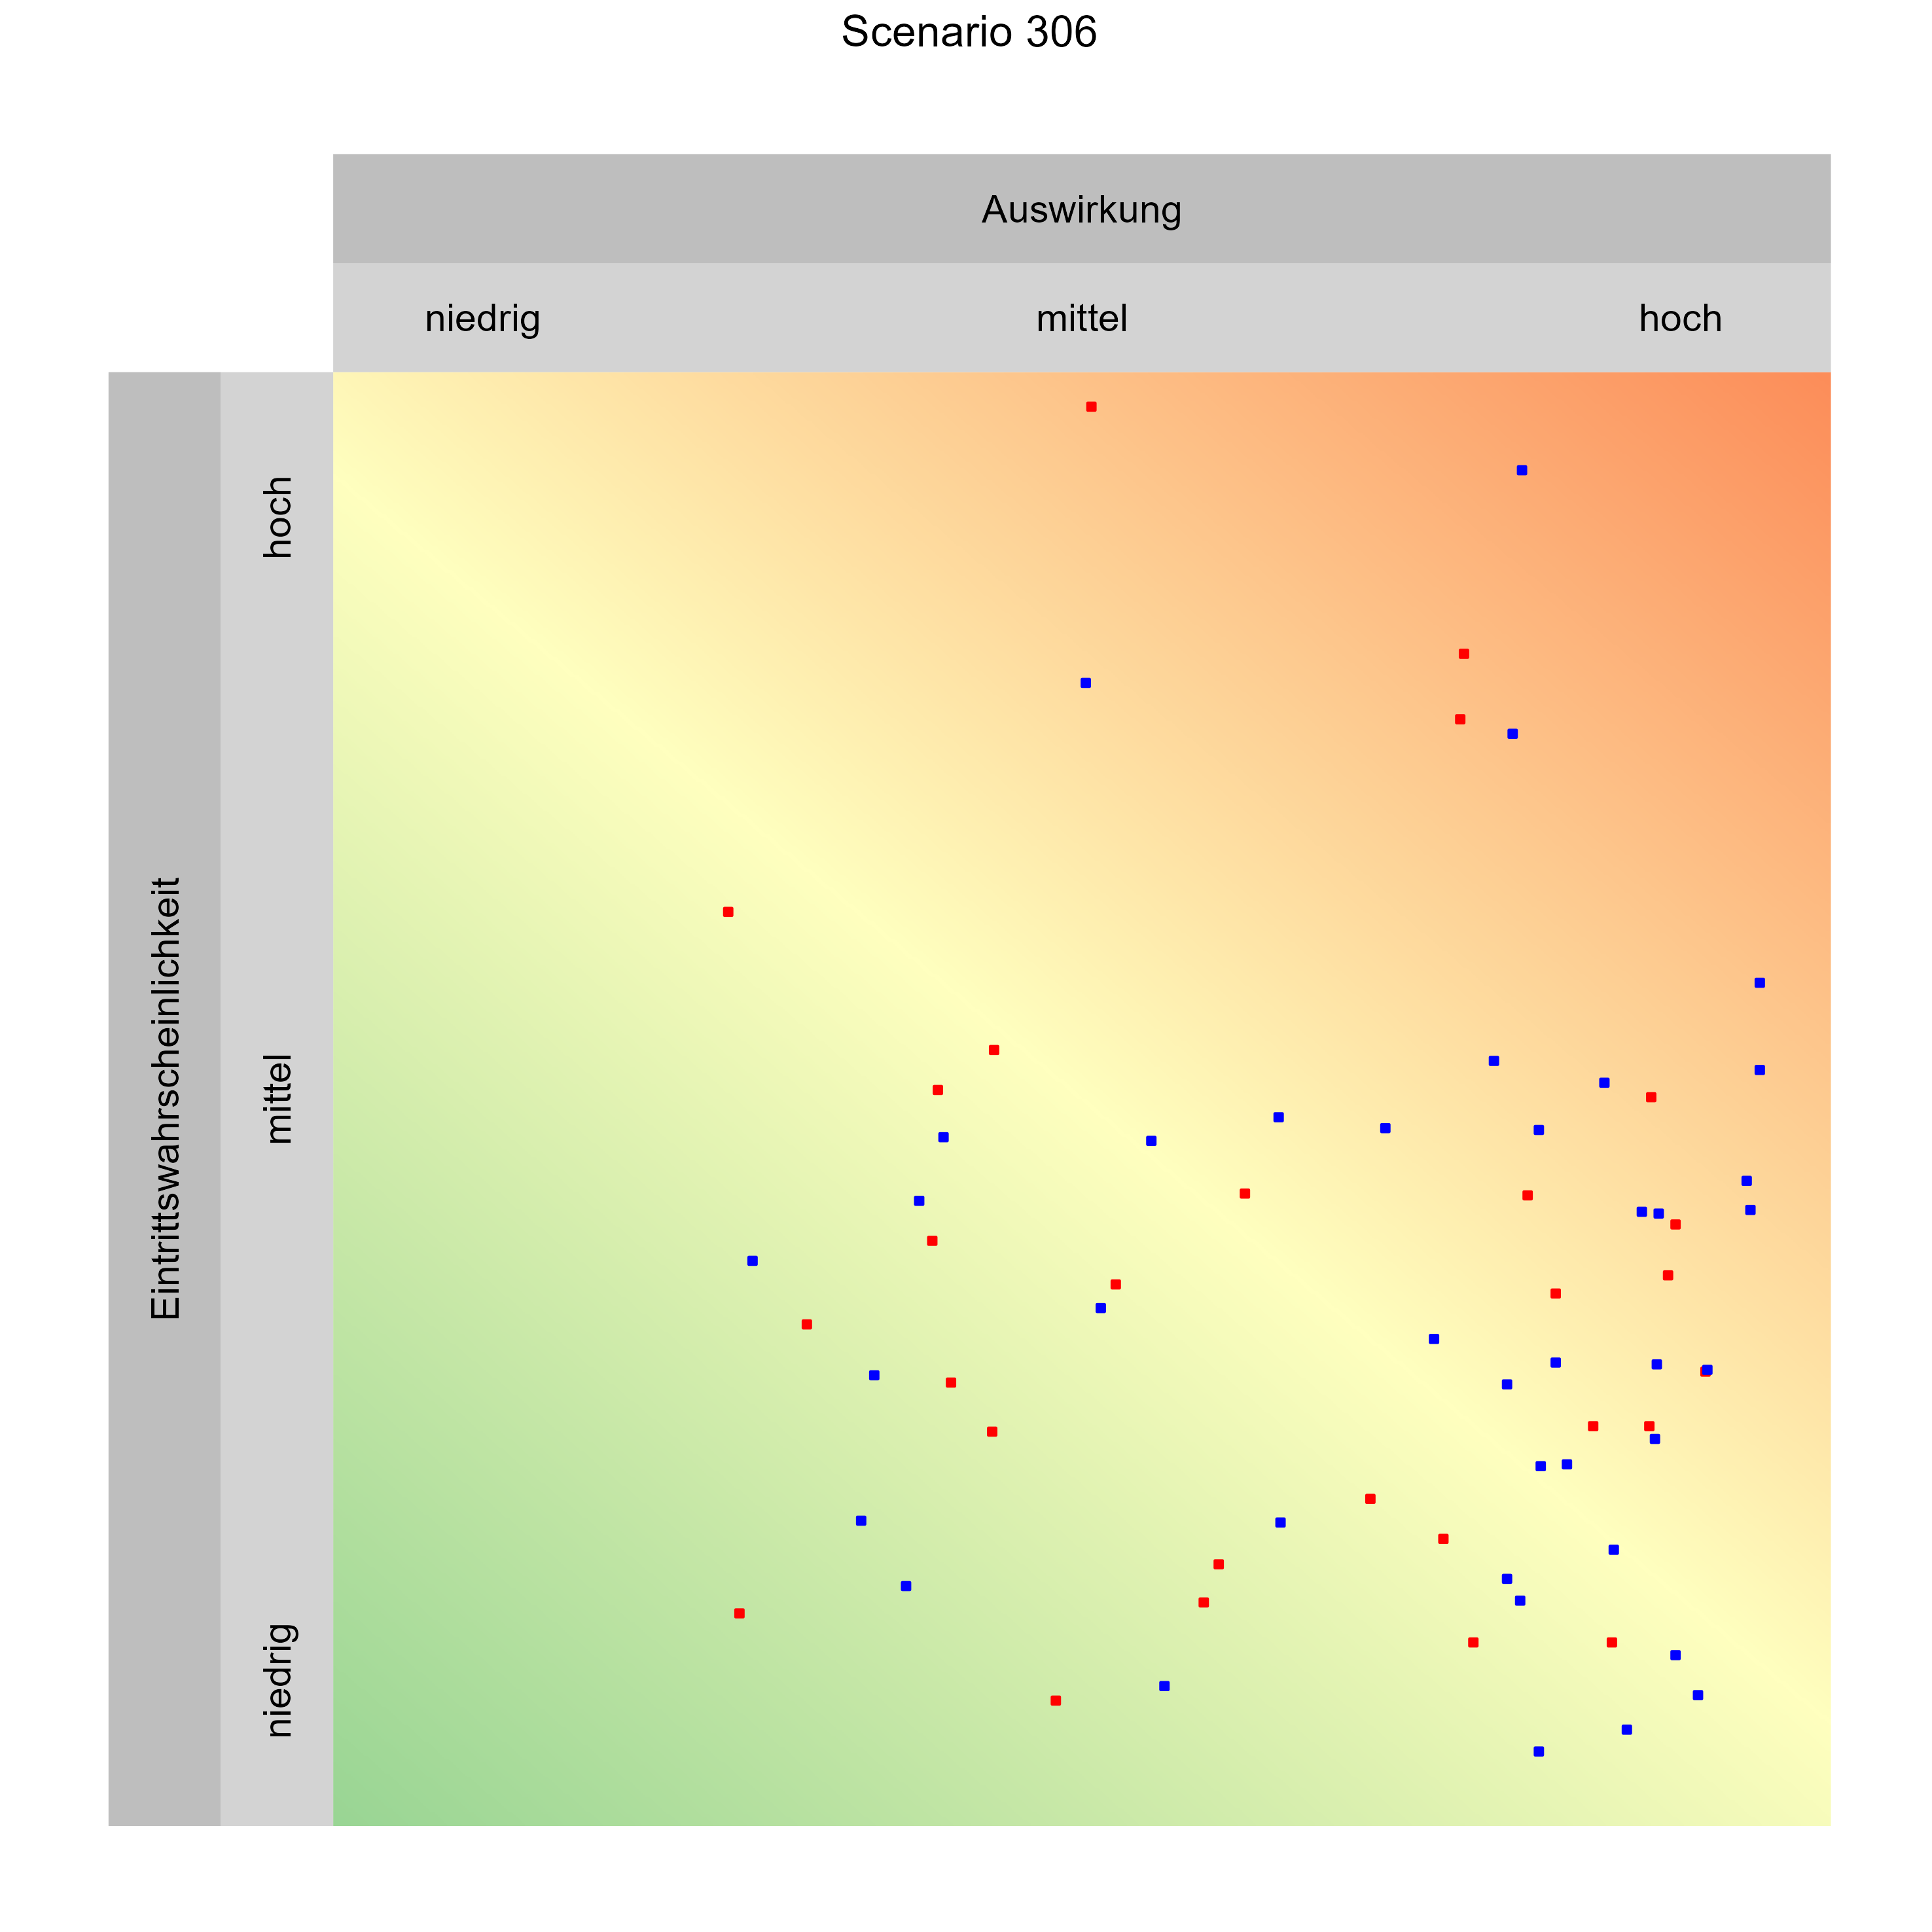 Scenario 306
Auswirkung
niedrig
mittel
hoch
Eintrittswahrscheinlichkeit
hoch
mittel
niedrig